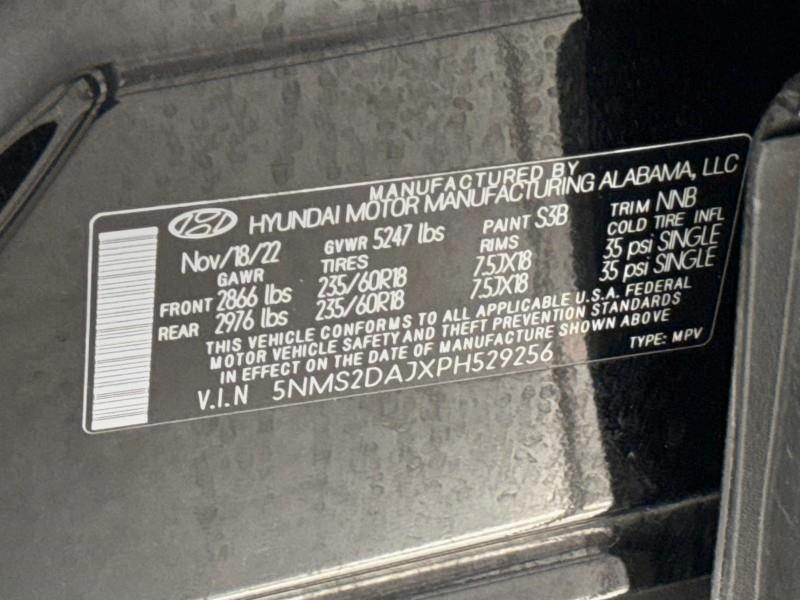 MANUFACTURED BY
HYUNDAI MOTOR MANUFACTURING ALABAMA, LLC
Nov/18/22 GVWR 5247 lbs PAINT S3B TRIM NNB
GAWR TIRES RIMS COLD TIRE INFL
FRONT 2866 lbs 235/60R18 7.5JX18 35 psi SINGLE
REAR 2976 lbs 235/60R18 7.5JX18 35 psi SINGLE
THIS VEHICLE CONFORMS TO ALL APPLICABLE U.S.A. FEDERAL
MOTOR VEHICLE SAFETY AND THEFT PREVENTION STANDARDS
IN EFFECT ON THE DATE OF MANUFACTURE SHOWN ABOVE
V.I.N 5NMS2DAJXPH529256 TYPE: MPV